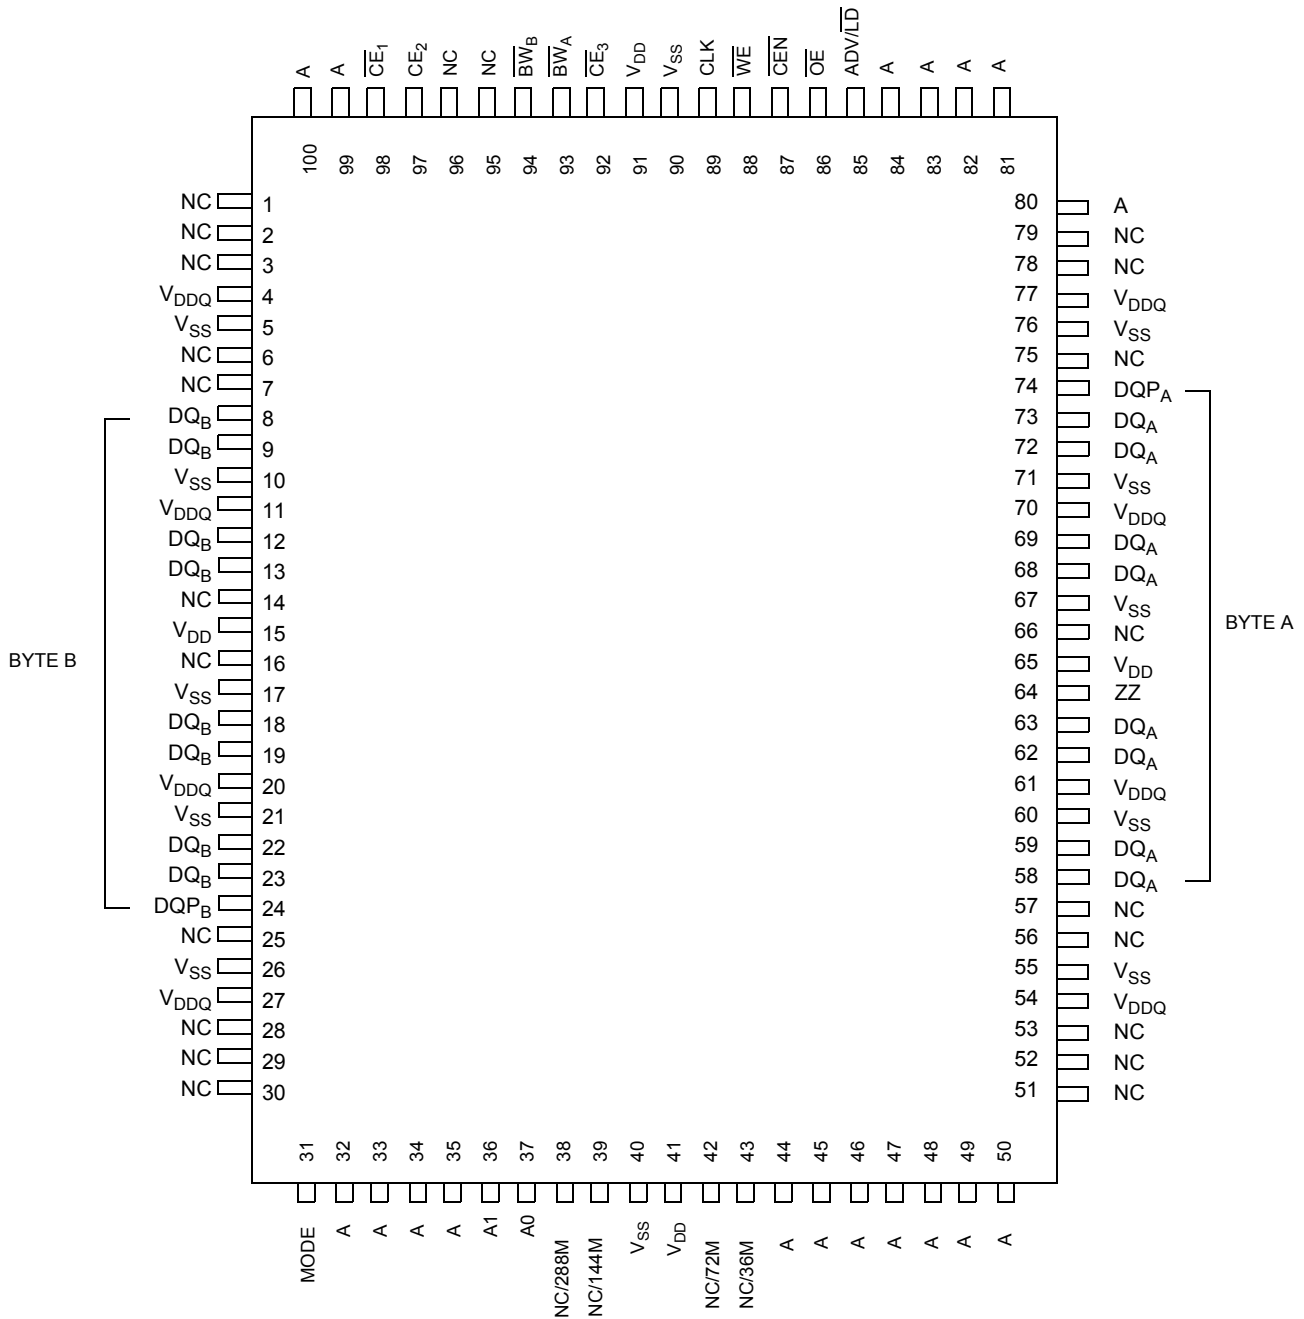 A
A
C̅E̅1
CE2
NC
NC
B̅W̅B
B̅W̅A
C̅E̅3
VDD
VSS
CLK
W̅E̅
C̅E̅N̅
O̅E̅
ADV/L̅D̅
A
A
A
A
100
99
98
97
96
95
94
93
92
91
90
89
88
87
86
85
84
83
82
81
NC 1
NC 2
NC 3
VDDQ 4
VSS 5
NC 6
NC 7
DQB 8
DQB 9
VSS 10
VDDQ 11
DQB 12
DQB 13
NC 14
VDD 15
NC 16
VSS 17
DQB 18
DQB 19
VDDQ 20
VSS 21
DQB 22
DQB 23
DQPB 24
NC 25
VSS 26
VDDQ 27
NC 28
NC 29
NC 30
BYTE B
80 A
79 NC
78 NC
77 VDDQ
76 VSS
75 NC
74 DQPA
73 DQA
72 DQA
71 VSS
70 VDDQ
69 DQA
68 DQA
67 VSS
66 NC
65 VDD
64 ZZ
63 DQA
62 DQA
61 VDDQ
60 VSS
59 DQA
58 DQA
57 NC
56 NC
55 VSS
54 VDDQ
53 NC
52 NC
51 NC
BYTE A
31
32
33
34
35
36
37
38
39
40
41
42
43
44
45
46
47
48
49
50
MODE
A
A
A
A
A1
A0
NC/288M
NC/144M
VSS
VDD
NC/72M
NC/36M
A
A
A
A
A
A
A